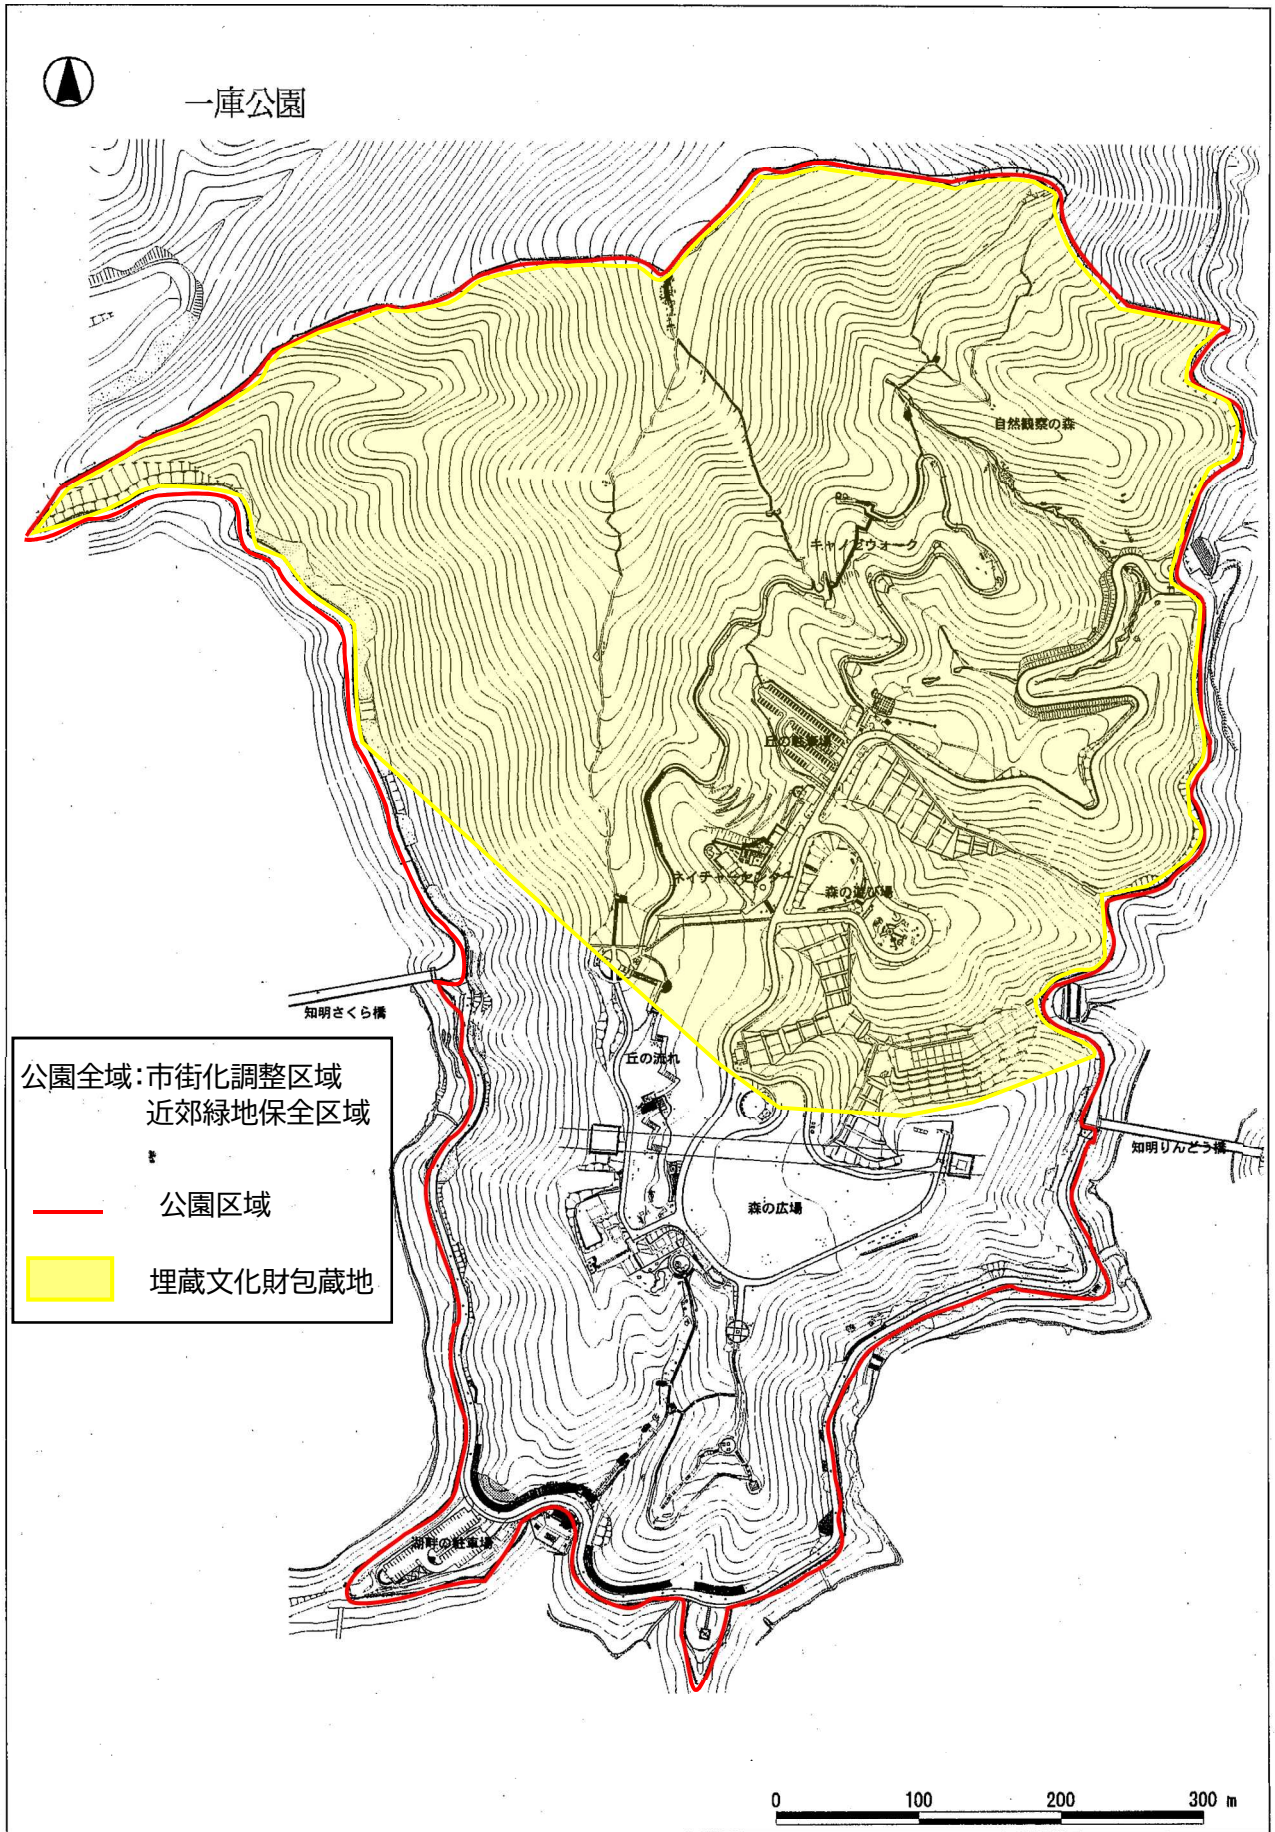 一庫公園
自然観察の森
キャノピウォーク
丘の駐車場
ネイチャーセンター
森の遊び場
知明さくら橋
丘の流れ
公園全域：市街化調整区域
近郊緑地保全区域
公園区域
埋蔵文化財包蔵地
知明りんどう橋
森の広場
湖畔の駐車場
0 100 200 300 m